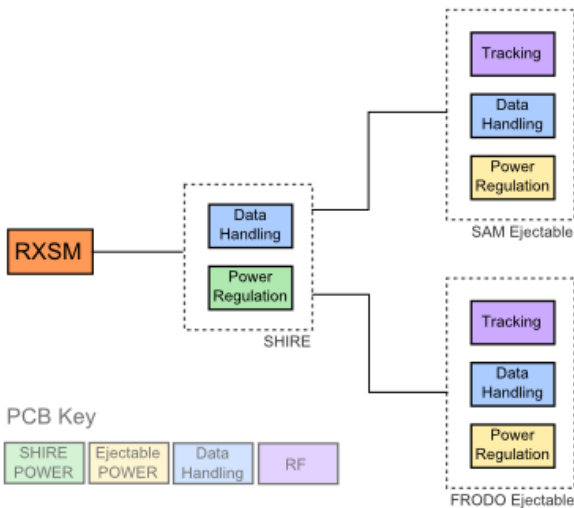 Tracking
Data
Handling
Power
Regulation
SAM Ejectable
Data
Handling
Power
Regulation
SHIRE
RXSM
Tracking
Data
Handling
Power
Regulation
FRODO Ejectable
PCB Key
SHIRE
POWER
Ejectable
POWER
Data
Handling
RF